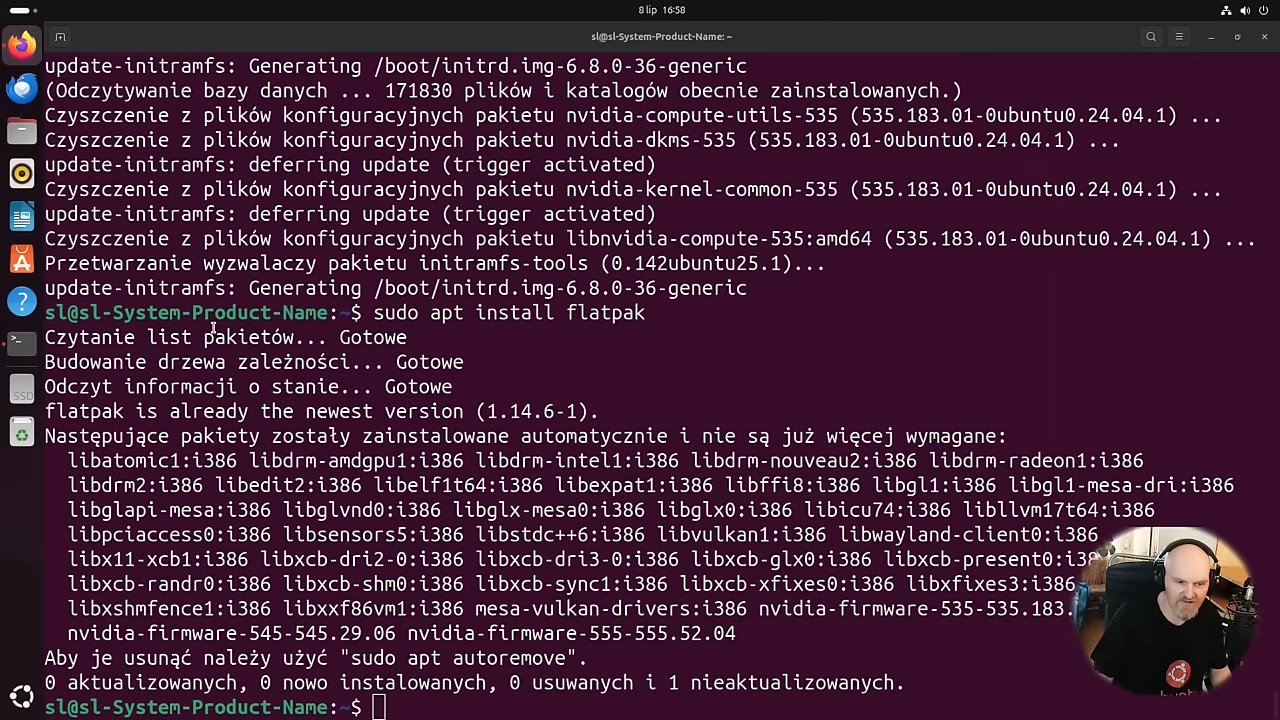 8 lip 16:58
sl@sl-System-Product-Name: ~
update-initramfs: Generating /boot/initrd.img-6.8.0-36-generic
(Odczytywanie bazy danych ... 171830 plików i katalogów obecnie zainstalowanych.)
Czyszczenie z plików konfiguracyjnych pakietu nvidia-compute-utils-535 (535.183.01-0ubuntu0.24.04.1) ...
Czyszczenie z plików konfiguracyjnych pakietu nvidia-dkms-535 (535.183.01-0ubuntu0.24.04.1) ...
update-initramfs: deferring update (trigger activated)
Czyszczenie z plików konfiguracyjnych pakietu nvidia-kernel-common-535 (535.183.01-0ubuntu0.24.04.1) ...
update-initramfs: deferring update (trigger activated)
Czyszczenie z plików konfiguracyjnych pakietu libnvidia-compute-535:amd64 (535.183.01-0ubuntu0.24.04.1) ...
Przetwarzanie wyzwalaczy pakietu initramfs-tools (0.142ubuntu25.1)...
update-initramfs: Generating /boot/initrd.img-6.8.0-36-generic
sl@sl-System-Product-Name:~$ sudo apt install flatpak
Czytanie list pakietów... Gotowe
Budowanie drzewa zależności... Gotowe
Odczyt informacji o stanie... Gotowe
flatpak is already the newest version (1.14.6-1).
Następujące pakiety zostały zainstalowane automatycznie i nie są już więcej wymagane:
libatomic1:i386 libdrm-amdgpu1:i386 libdrm-intel1:i386 libdrm-nouveau2:i386 libdrm-radeon1:i386
libdrm2:i386 libedit2:i386 libelf1t64:i386 libexpat1:i386 libffi8:i386 libgl1:i386 libgl1-mesa-dri:i386
libglapi-mesa:i386 libglvnd0:i386 libglx-mesa0:i386 libglx0:i386 libicu74:i386 libllvm17t64:i386
libpciaccess0:i386 libsensors5:i386 libstdc++6:i386 libvulkan1:i386 libwayland-client0:i386
libx11-xcb1:i386 libxcb-dri2-0:i386 libxcb-dri3-0:i386 libxcb-glx0:i386 libxcb-present0:i38
libxcb-randr0:i386 libxcb-shm0:i386 libxcb-sync1:i386 libxcb-xfixes0:i386 libxfixes3:i386
libxshmfence1:i386 libxxf86vm1:i386 mesa-vulkan-drivers:i386 nvidia-firmware-535-535.183.
nvidia-firmware-545-545.29.06 nvidia-firmware-555-555.52.04
Aby je usunąć należy użyć "sudo apt autoremove".
0 aktualizowanych, 0 nowo instalowanych, 0 usuwanych i 1 nieaktualizowanych.
sl@sl-System-Product-Name:~$